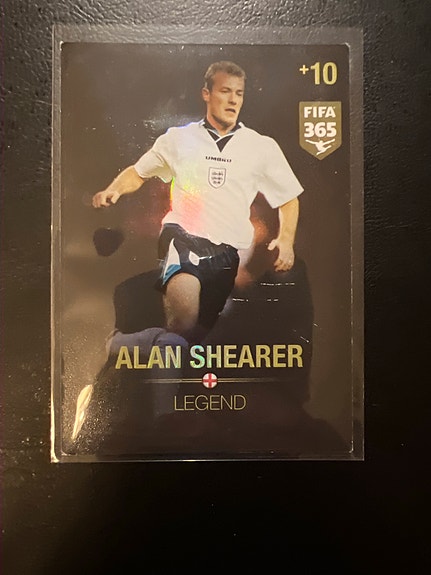 +10
FIFA
365
UMBRO
ALAN SHEARER
LEGEND